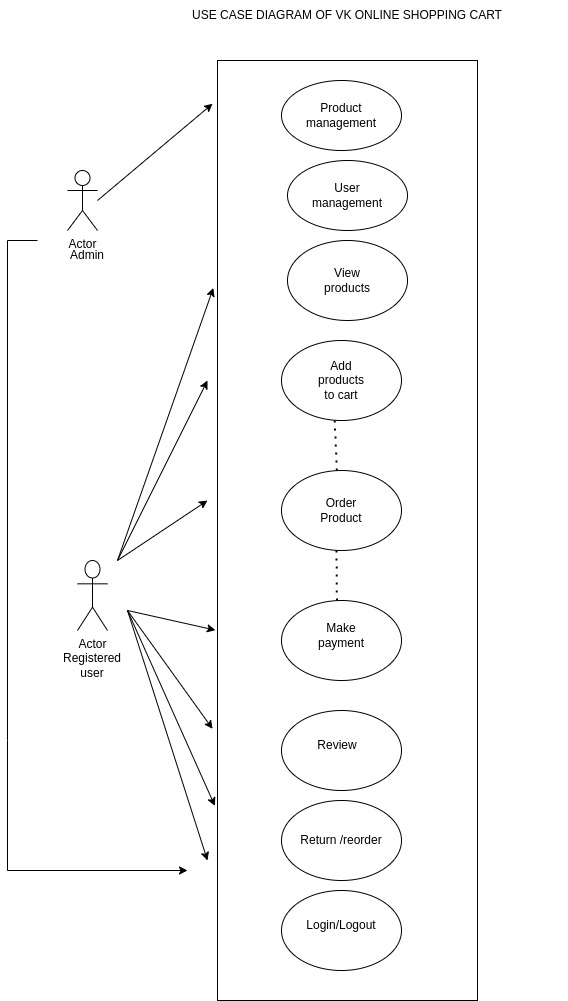 USE CASE DIAGRAM OF VK ONLINE SHOPPING CART
Product
management
User
management
Actor
Admin
View
products
Add
products
to cart
Order
Product
Actor
Registered
user
Make
payment
Review
Return /reorder
Login/Logout